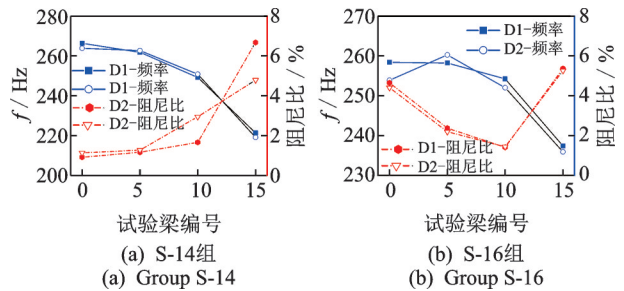 280
260
240
220
200
f / Hz
8
6
4
2
0
阻尼比 / %
D1-频率
D1-频率
D2-阻尼比
D2-阻尼比
0 5 10 15
试验梁编号
(a) S-14组
(a) Group S-14
270
260
250
240
230
f / Hz
8
6
4
2
0
阻尼比 / %
D1-频率
D2-频率
D1-阻尼比
D2-阻尼比
0 5 10 15
试验梁编号
(b) S-16组
(b) Group S-16